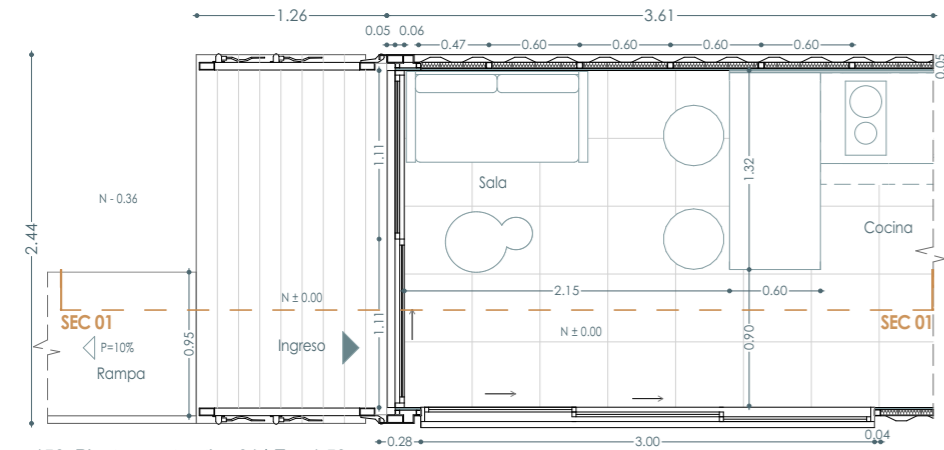 1.26
3.61
0.05
0.06
0.47
0.60
0.60
0.60
0.60
0.05
2.44
N - 0.36
1.11
Sala
1.32
Cocina
N ± 0.00
2.15
0.60
SEC 01
SEC 01
0.95
P=10%
Rampa
Ingreso
1.11
N ± 0.00
0.90
0.28
3.00
0.04